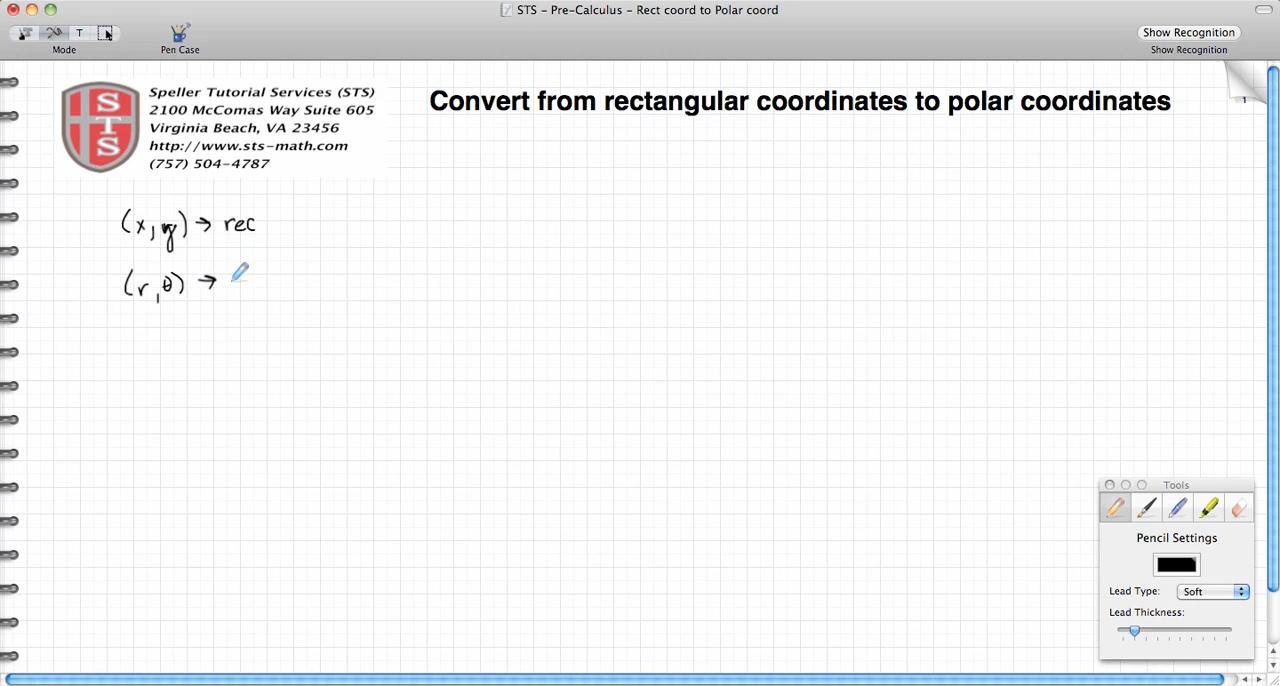 STS - Pre-Calculus - Rect coord to Polar coord
T
Mode
Pen Case
Show Recognition
Show Recognition
STS
Speller Tutorial Services (STS)
2100 McComas Way Suite 605
Virginia Beach, VA 23456
http://www.sts-math.com
(757) 504-4787
Convert from rectangular coordinates to polar coordinates
1
(x, y) → rec
(r, θ) →
Tools
Pencil Settings
Lead Type: Soft
Lead Thickness: